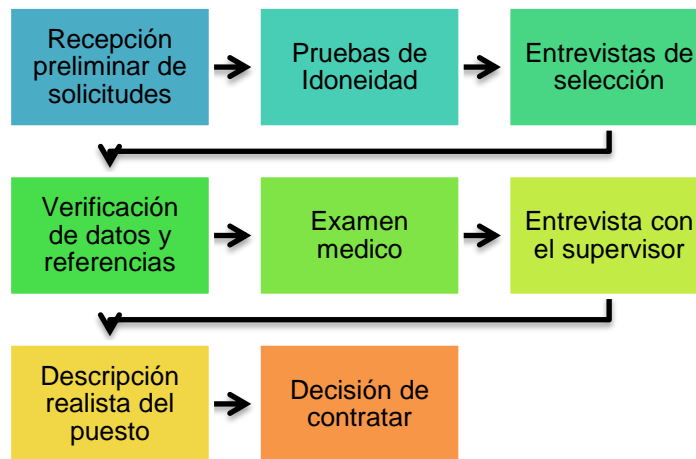 Recepción
preliminar de
solicitudes
Pruebas de
Idoneidad
Entrevistas de
selección
Verificación
de datos y
referencias
Examen
medico
Entrevista con
el supervisor
Descripción
realista del
puesto
Decisión de
contratar